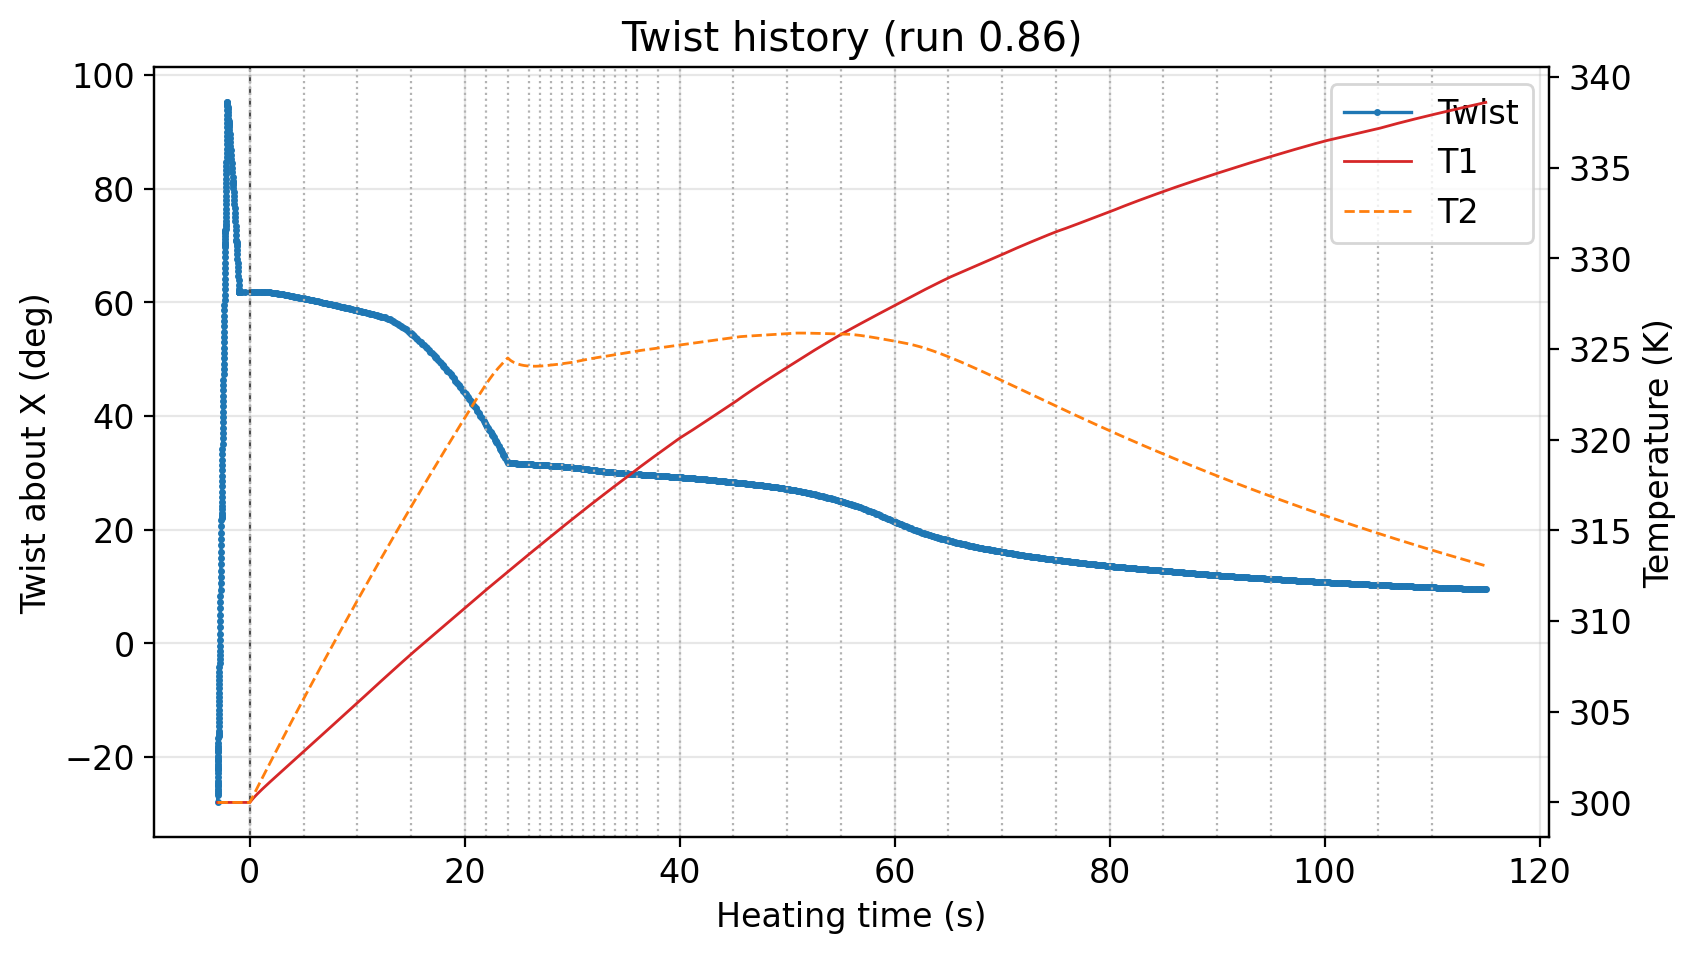 Twist history (run 0.86)
Twist about X (deg)
100
80
60
40
20
0
−20
Twist
T1
T2
340
335
330
325
320
315
310
305
300
Temperature (K)
0 20 40 60 80 100 120
Heating time (s)